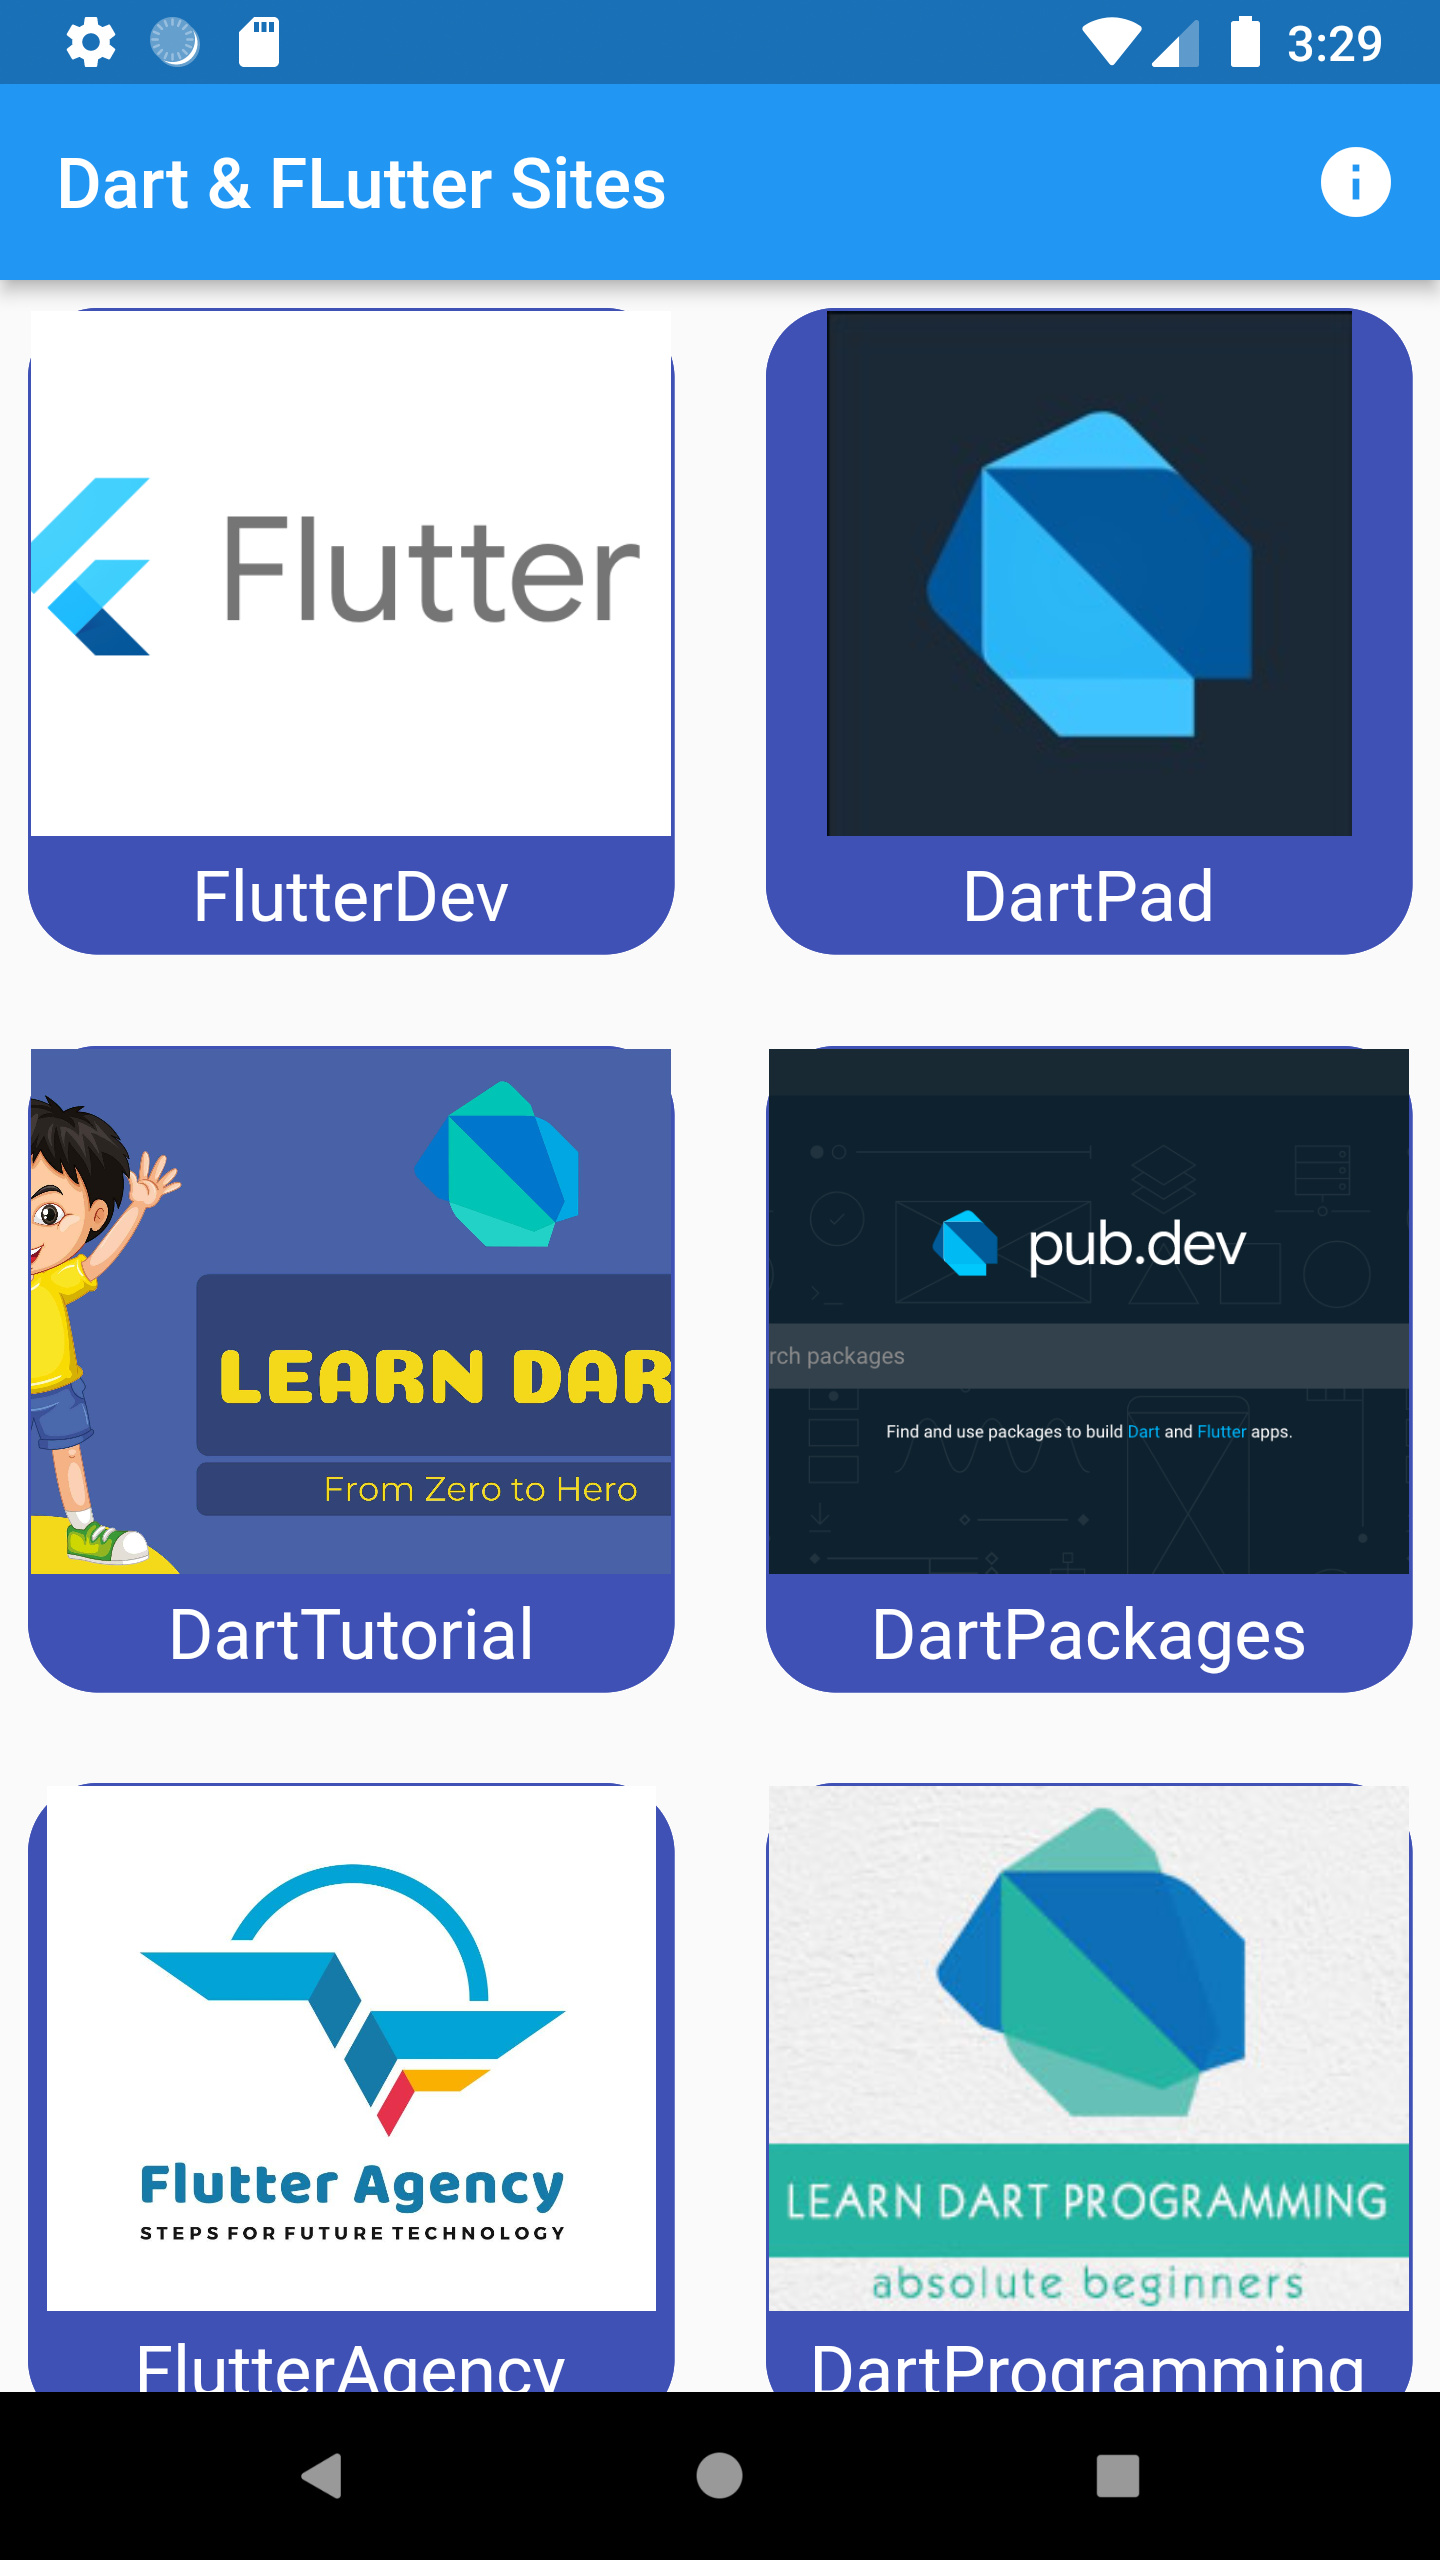 3:29
Dart & FLutter Sites
Flutter
FlutterDev
DartPad
LEARN DAR
From Zero to Hero
DartTutorial
pub.dev
rch packages
Find and use packages to build Dart and Flutter apps.
DartPackages
Flutter Agency
STEPS FOR FUTURE TECHNOLOGY
FlutterAgency
LEARN DART PROGRAMMING
absolute beginners
DartProgramming